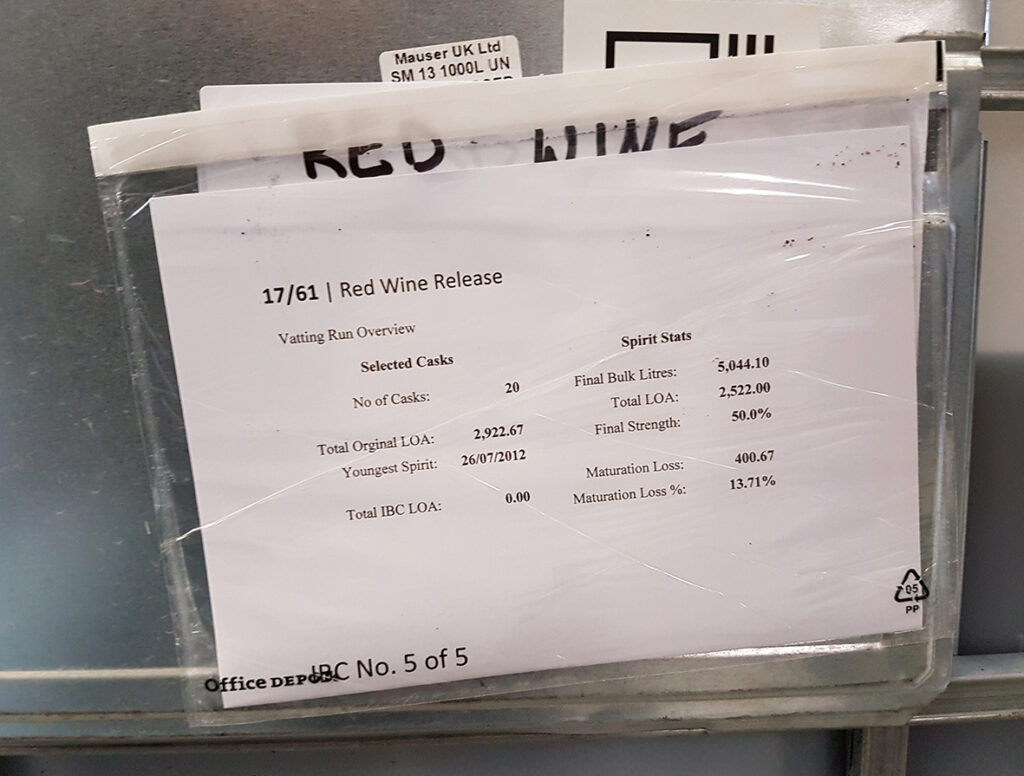 Mauser UK Ltd
SM 13 1000L UN
RED WINE
17/61 | Red Wine Release
Vatting Run Overview
Selected Casks
No of Casks: 20
Total Orginal LOA: 2,922.67
Youngest Spirit: 26/07/2012
Total IBC LOA: 0.00
Spirit Stats
Final Bulk Litres: 5,044.10
Total LOA: 2,522.00
Final Strength: 50.0%
Maturation Loss: 400.67
Maturation Loss %: 13.71%
05
PP
IBC No. 5 of 5
Office DEPOT